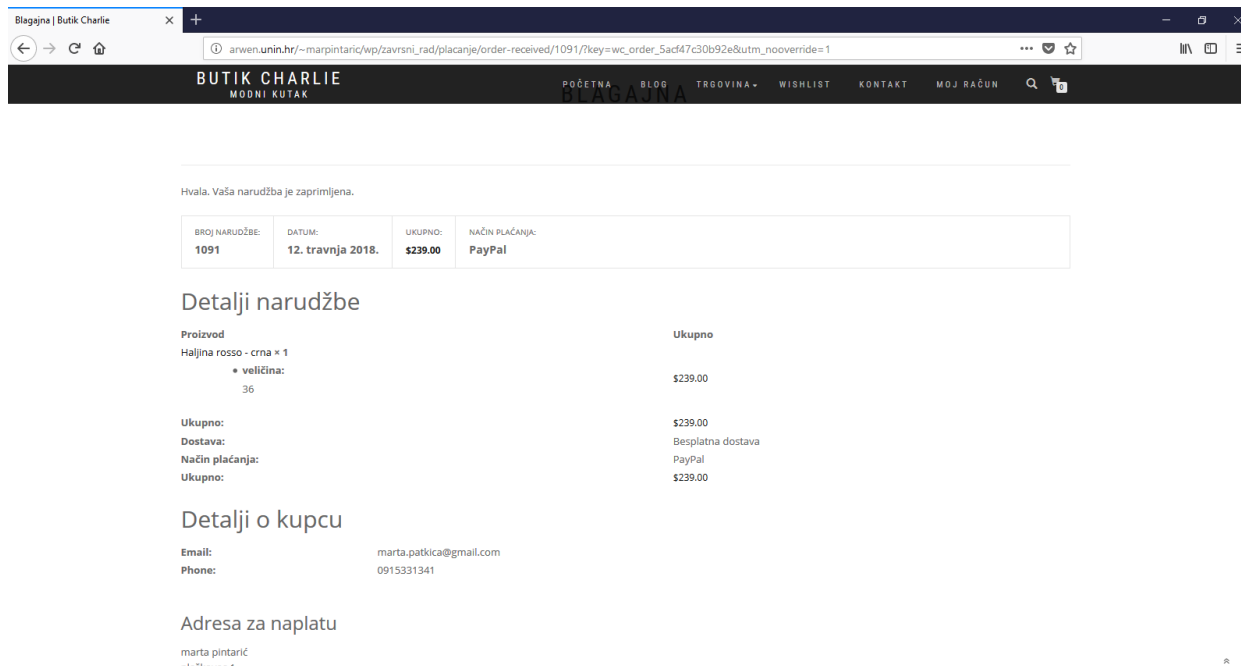 Blagajna | Butik Charlie
arwen.unin.hr/~marpintaric/wp/zavrsni_rad/placanje/order-received/1091/?key=wc_order_5acf47c30b92e&utm_nooverride=1
BUTIK CHARLIE
MODNI KUTAK
POČETNA BLOG TRGOVINA WISHLIST KONTAKT MOJ RAČUN 0
BLAGAJNA
Hvala. Vaša narudžba je zaprimljena.
BROJ NARUDŽBE: DATUM: UKUPNO: NAČIN PLAĆANJA:
1091 12. travnja 2018. $239.00 PayPal
Detalji narudžbe
Proizvod Ukupno
Haljina rosso - crna × 1
• veličina:
$239.00
36
Ukupno: $239.00
Dostava: Besplatna dostava
Način plaćanja: PayPal
Ukupno: $239.00
Detalji o kupcu
Email: marta.patkica@gmail.com
Phone: 0915331341
Adresa za naplatu
marta pintarić